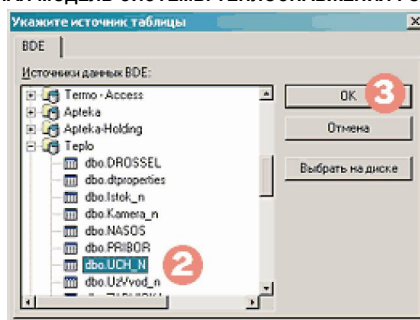 Укажите источник таблицы
BDE
Источники данных BDE:
Termo - Access
Apteka
Apteka-Holding
Teplo
dbo.DROSSEL
dbo.dtproperties
dbo.Istok_n
dbo.Kamera_n
dbo.NASOS
dbo.PRIBOR
dbo.UCH_N
dbo.UzVvod_n
OK
Отмена
Выбрать на диске
3
2